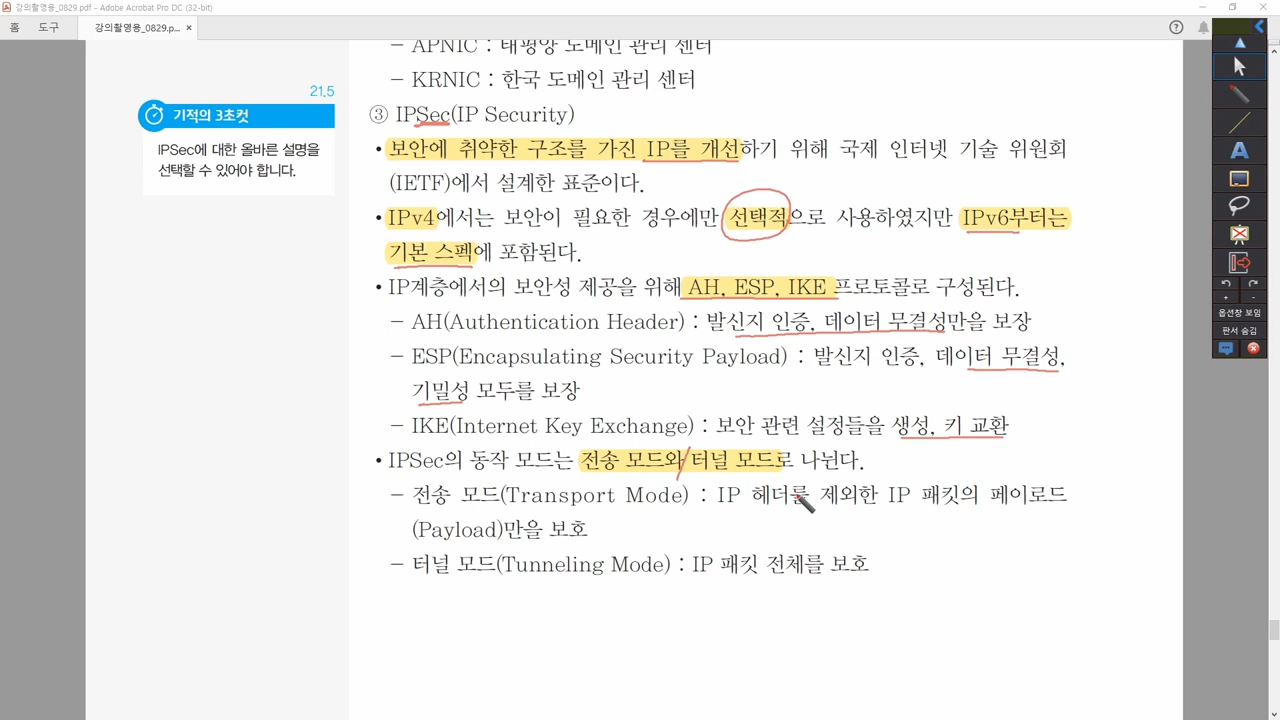 강의촬영용_0829.pdf - Adobe Acrobat Pro DC (32-bit)
홈 도구 강의촬영용_0829.p... ×
- APNIC : 태평양 도메인 관리 센터
- KRNIC : 한국 도메인 관리 센터
21.5
기적의 3초컷
IPSec에 대한 올바른 설명을
선택할 수 있어야 합니다.
③ IPSec(IP Security)
• 보안에 취약한 구조를 가진 IP를 개선하기 위해 국제 인터넷 기술 위원회
(IETF)에서 설계한 표준이다.
• IPv4에서는 보안이 필요한 경우에만 선택적으로 사용하였지만 IPv6부터는
기본 스펙에 포함된다.
• IP계층에서의 보안성 제공을 위해 AH, ESP, IKE 프로토콜로 구성된다.
- AH(Authentication Header) : 발신지 인증, 데이터 무결성만을 보장
- ESP(Encapsulating Security Payload) : 발신지 인증, 데이터 무결성,
기밀성 모두를 보장
- IKE(Internet Key Exchange) : 보안 관련 설정들을 생성, 키 교환
• IPSec의 동작 모드는 전송 모드와 터널 모드로 나뉜다.
- 전송 모드(Transport Mode) : IP 헤더를 제외한 IP 패킷의 페이로드
(Payload)만을 보호
- 터널 모드(Tunneling Mode) : IP 패킷 전체를 보호
A
+ -
옵션창 보임
판서 숨김